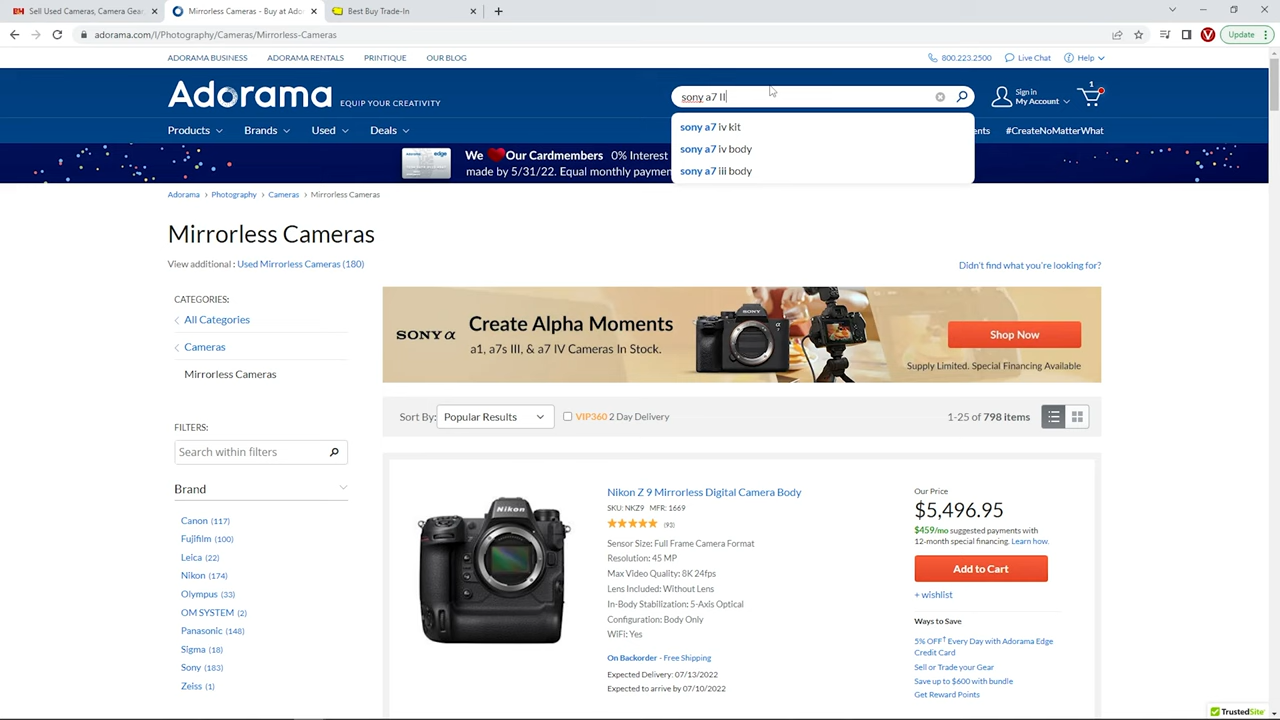 Sell Used Cameras, Camera Gear,
Mirrorless Cameras - Buy at Ador
Best Buy Trade-In
adorama.com/l/Photography/Cameras/Mirrorless-Cameras
Update
ADORAMA BUSINESS ADORAMA RENTALS PRINTIQUE OUR BLOG
800.223.2500 Live Chat Help
Adorama EQUIP YOUR CREATIVITY
sony a7 II
Sign in
My Account
1
sony a7 iv kit
sony a7 iv body
sony a7 iii body
Products Brands Used Deals
#CreateNoMatterWhat
We Our Cardmembers 0% Interest
made by 5/31/22. Equal monthly
Adorama > Photography > Cameras > Mirrorless Cameras
Mirrorless Cameras
View additional : Used Mirrorless Cameras (180)
Didn't find what you're looking for?
CATEGORIES:
All Categories
Cameras
Mirrorless Cameras
SONY α
Create Alpha Moments
a1, a7s III, & a7 IV Cameras In Stock.
SONY
Shop Now
Supply Limited. Special Financing Available
Sort By: Popular Results
VIP360 2 Day Delivery
1-25 of 798 items
FILTERS:
Search within filters
Brand
Canon (117)
Fujifilm (100)
Leica (22)
Nikon (174)
Olympus (33)
OM SYSTEM (2)
Panasonic (148)
Sigma (18)
Sony (183)
Zeiss (1)
Nikon
Nikon Z 9 Mirrorless Digital Camera Body
SKU: NKZ9 MFR: 1669
(93)
Sensor Size: Full Frame Camera Format
Resolution: 45 MP
Max Video Quality: 8K 24fps
Lens Included: Without Lens
In-Body Stabilization: 5-Axis Optical
Configuration: Body Only
WiFi: Yes
On Backorder - Free Shipping
Expected Delivery: 07/13/2022
Expected to arrive by 07/10/2022
Our Price
$5,496.95
$459/mo suggested payments with
12-month special financing. Learn how.
Add to Cart
+ wishlist
Ways to Save
5% OFF† Every Day with Adorama Edge
Credit Card
Sell or Trade your Gear
Save up to $600 with bundle
Get Reward Points
TrustedSite